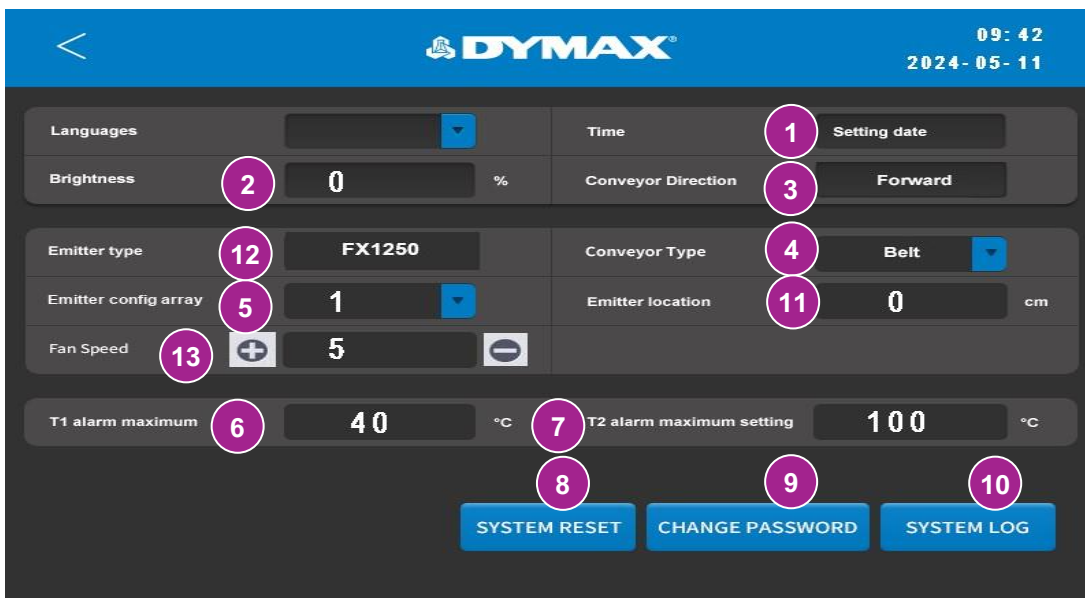 < DYMAX® 09:42
2024-05-11
Languages Time 1 Setting date
Brightness 2 0 % Conveyor Direction 3 Forward
Emitter type 12 FX1250 Conveyor Type 4 Belt
Emitter config array 5 1 Emitter location 11 0 cm
Fan Speed 13 + 5 −
T1 alarm maximum 6 40 °C 7 T2 alarm maximum setting 100 °C
8 9 10
SYSTEM RESET CHANGE PASSWORD SYSTEM LOG